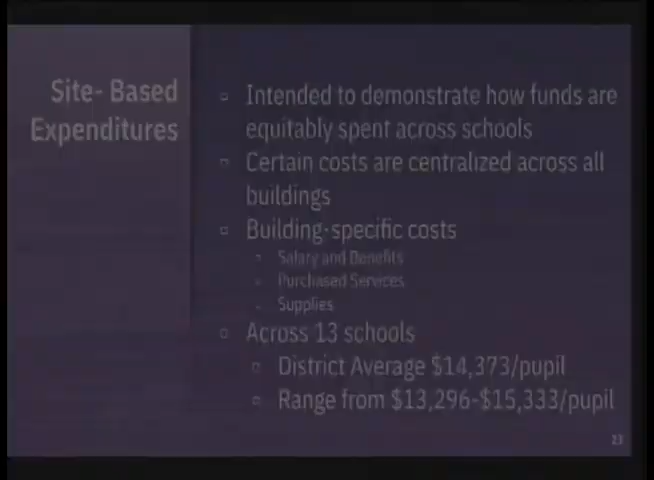 Site- Based
Expenditures
Intended to demonstrate how funds are
equitably spent across schools
Certain costs are centralized across all
buildings
Building-specific costs
Salary and Benefits
Purchased Services
Supplies
Across 13 schools
District Average $14,373/pupil
Range from $13,296-$15,333/pupil
23